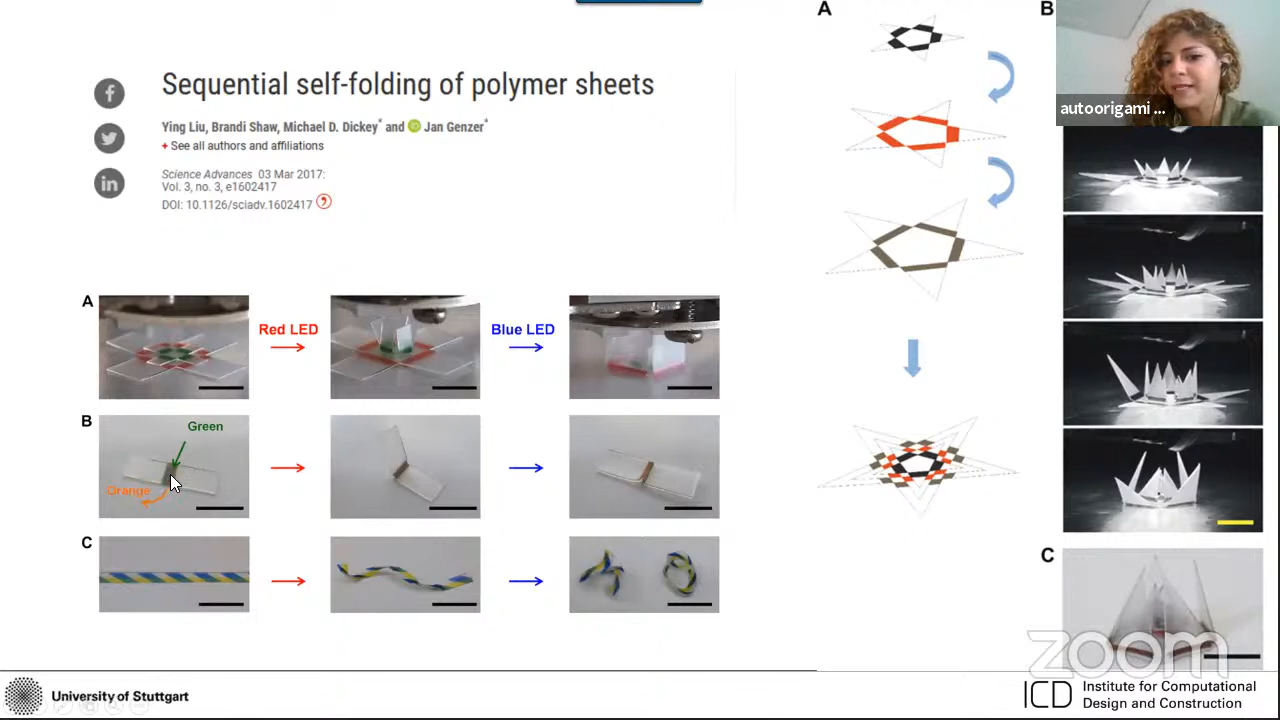 Sequential self-folding of polymer sheets
Ying Liu, Brandi Shaw, Michael D. Dickey* and Jan Genzer*
+ See all authors and affiliations
Science Advances 03 Mar 2017:
Vol. 3, no. 3, e1602417
DOI: 10.1126/sciadv.1602417
A
Red LED
Blue LED
B
Green
Orange
C
A
B
autoorigami ...
C
zoom
University of Stuttgart
ICD
Institute for Computational
Design and Construction